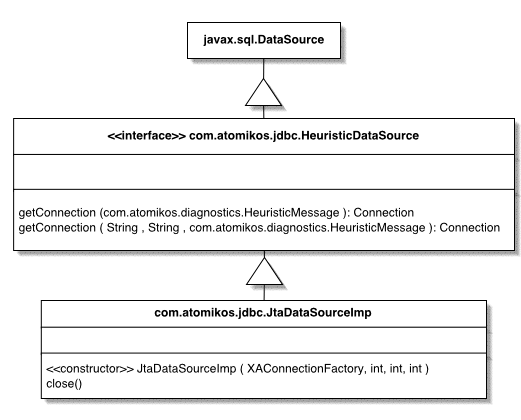 javax.sql.DataSource
<<interface>> com.atomikos.jdbc.HeuristicDataSource
getConnection (com.atomikos.diagnostics.HeuristicMessage ): Connection
getConnection ( String , String , com.atomikos.diagnostics.HeuristicMessage ): Connection
com.atomikos.jdbc.JtaDataSourceImp
<<constructor>> JtaDataSourceImp ( XAConnectionFactory, int, int, int )
close()